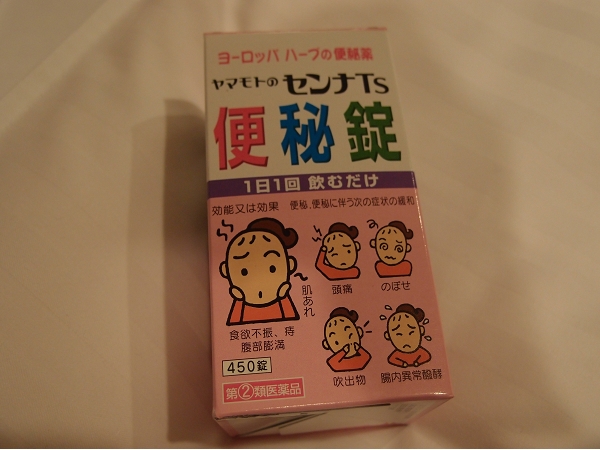 ヨーロッパ ハーブの便秘薬
ヤマモトのセンナTS
便秘錠
1日1回 飲むだけ
効能又は効果 便秘、便秘に伴う次の症状の緩和
肌あれ
頭痛
のぼせ
食欲不振、痔
腹部膨満
吹出物
腸内異常醗酵
450錠
第②類医薬品